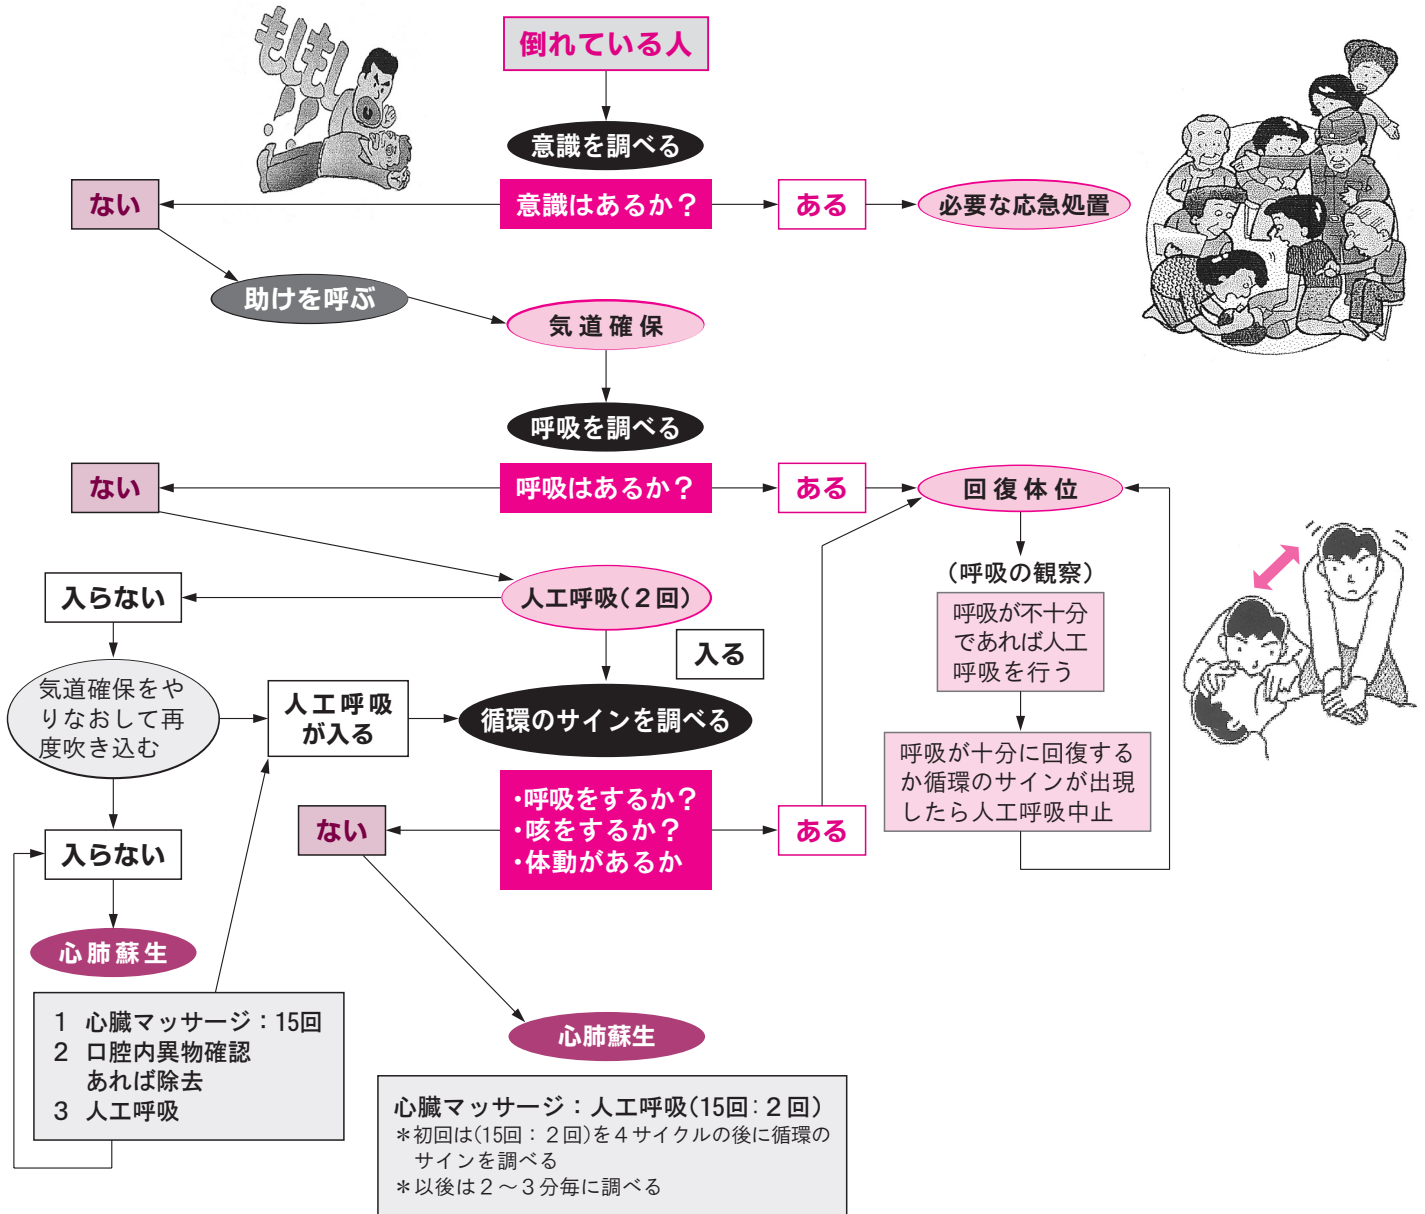 もしもし
倒れている人
意識を調べる
ない
意識はあるか？
ある
必要な応急処置
助けを呼ぶ
気道確保
呼吸を調べる
ない
呼吸はあるか？
ある
回復体位
（呼吸の観察）
入らない
人工呼吸（２回）
入る
呼吸が不十分
であれば人工
呼吸を行う
気道確保をや
りなおして再
度吹き込む
人工呼吸
が入る
循環のサインを調べる
呼吸が十分に回復する
か循環のサインが出現
したら人工呼吸中止
入らない
ない
・呼吸をするか？
・咳をするか？
・体動があるか
ある
心肺蘇生
1 心臓マッサージ：15回
2 口腔内異物確認
あれば除去
3 人工呼吸
心肺蘇生
心臓マッサージ：人工呼吸（15回：２回）
＊初回は（15回：２回）を４サイクルの後に循環の
サインを調べる
＊以後は２～３分毎に調べる